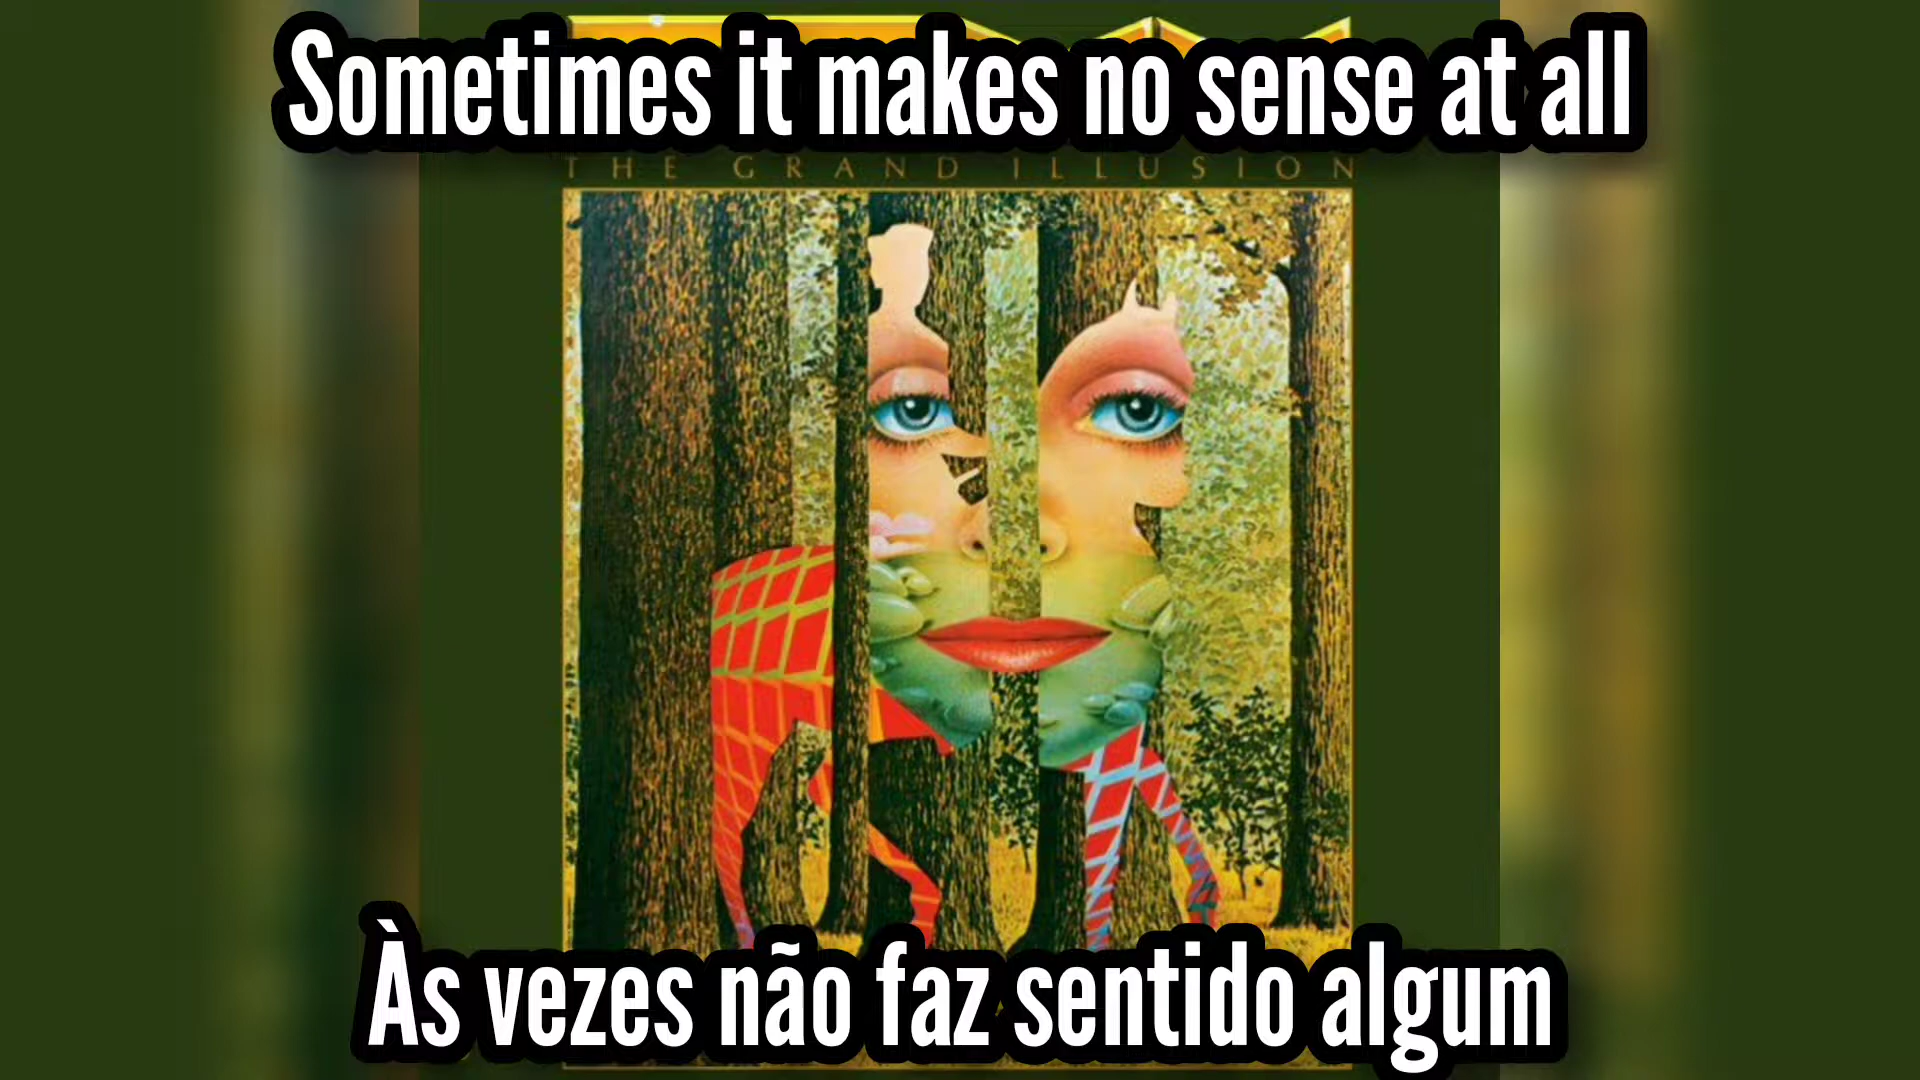 Sometimes it makes no sense at all
THE GRAND ILLUSION
Às vezes não faz sentido algum